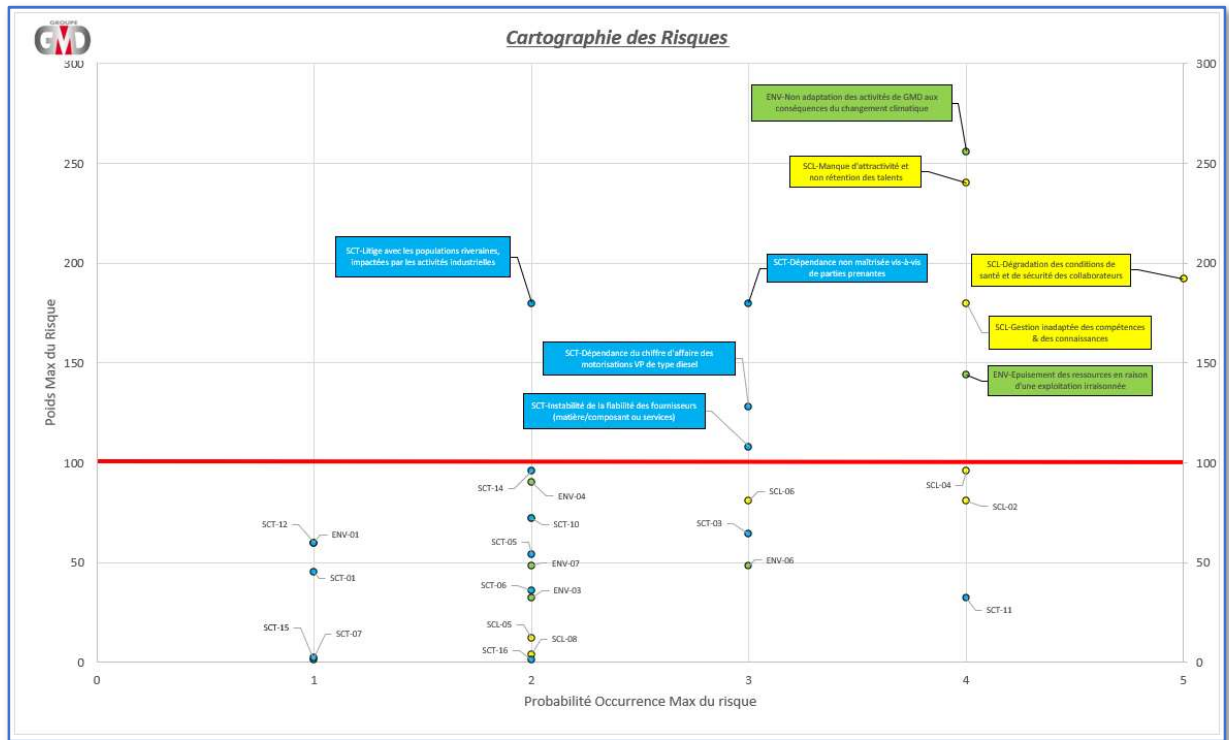 GROUPE
GMD
Cartographie des Risques
300
250
200
150
100
50
0
Poids Max du Risque
300
250
200
150
100
50
0
ENV-Non adaptation des activités de GMD aux
conséquences du changement climatique
SCL-Manque d'attractivité et
non rétention des talents
SCT-Litige avec les populations riveraines,
impactées par les activités industrielles
SCT-Dépendance non maîtrisée vis-à-vis
de parties prenantes
SCL-Dégradation des conditions de
santé et de sécurité des collaborateurs
SCL-Gestion inadaptée des compétences
& des connaissances
SCT-Dépendance du chiffre d'affaire des
motorisations VP de type diesel
ENV-Epuisement des ressources en raison
d'une exploitation irraisonnée
SCT-Instabilité de la fiabilité des fournisseurs
(matière/composant ou services)
SCT-14
ENV-04
SCL-06
SCL-04
SCL-02
SCT-12
ENV-01
SCT-10
SCT-03
SCT-05
SCT-01
ENV-07
ENV-06
SCT-06
ENV-03
SCT-11
SCT-15
SCT-07
SCL-05
SCL-08
SCT-16
0
1
2
3
4
5
Probabilité Occurrence Max du risque